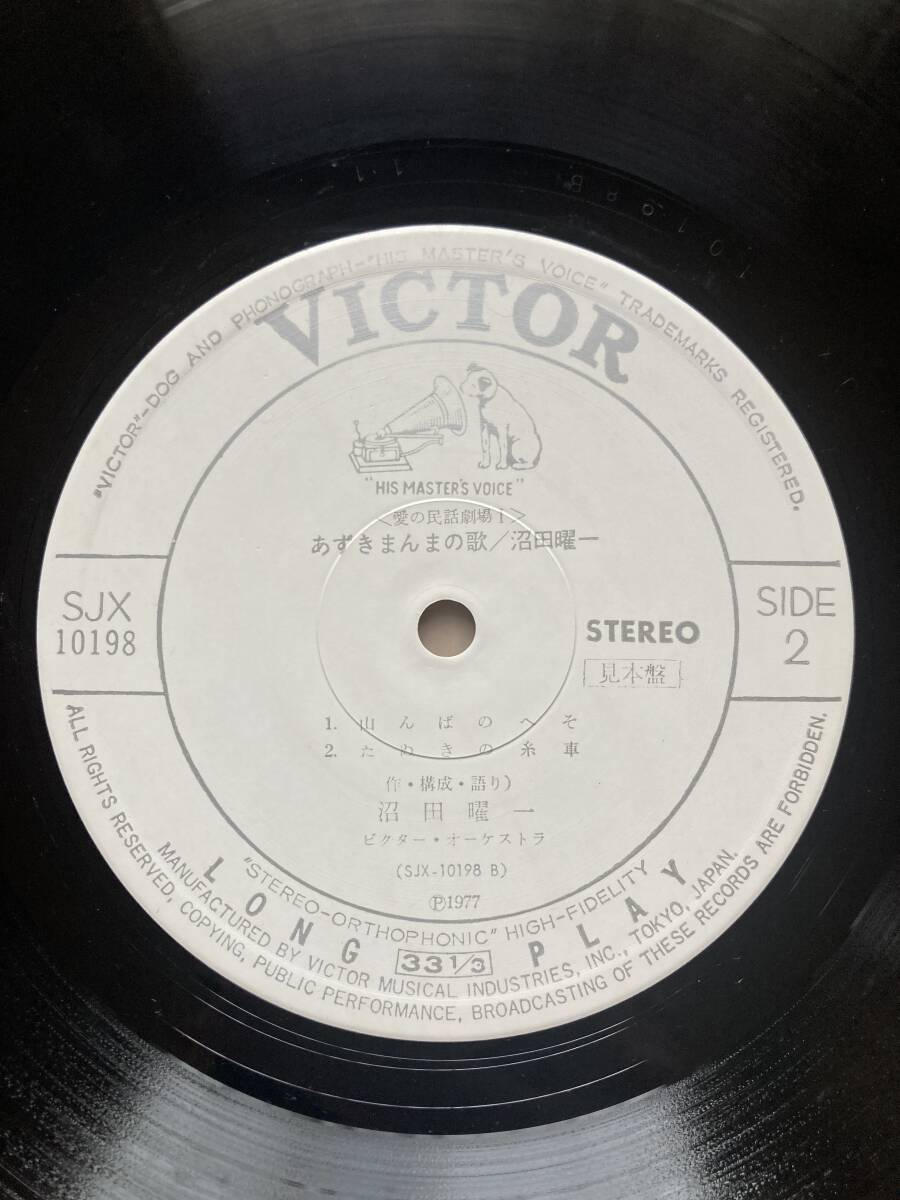 "VICTOR"-DOG AND PHONOGRAPH-"HIS MASTER'S VOICE" TRADEMARKS REGISTERED.
VICTOR
"HIS MASTER'S VOICE"
<愛の民話劇場1>
あずきまんまの歌/沼田曜一
SJX
10198
STEREO
見本盤
SIDE
2
1. 山んばのへそ
2. たぬきの糸車
作・構成・語り)
沼田曜一
ビクター・オーケストラ
(SJX-10198 B)
Ⓟ1977
"STEREO-ORTHOPHONIC" HIGH-FIDELITY
LONG 33 1/3 PLAY
MANUFACTURED BY VICTOR MUSICAL INDUSTRIES, INC., TOKYO, JAPAN.
ALL RIGHTS RESERVED, COPYING, PUBLIC PERFORMANCE, BROADCASTING OF THESE RECORDS ARE FORBIDDEN.